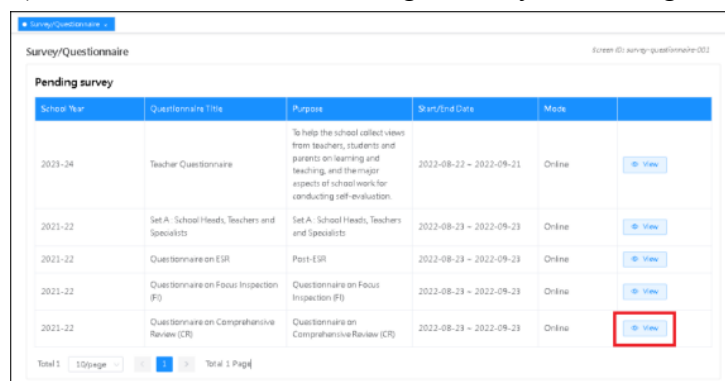 Survey/Questionnaire
Survey/Questionnaire
Screen ID: survey-questionnaire-001
Pending survey
School Year Questionnaire Title Purpose Start/End Date Mode
2023-24 Teacher Questionnaire To help the school collect views from teachers, students and parents on learning and teaching, and the major aspects of school work for conducting self-evaluation. 2022-08-22 ~ 2022-09-21 Online View
2021-22 Set A: School Heads, Teachers and Specialists Set A: School Heads, Teachers and Specialists 2022-08-23 ~ 2022-09-23 Online View
2021-22 Questionnaire on ESR Post-ESR 2022-08-23 ~ 2022-09-23 Online View
2021-22 Questionnaire on Focus Inspection (FI) Questionnaire on Focus Inspection (FI) 2022-08-23 ~ 2022-09-23 Online View
2021-22 Questionnaire on Comprehensive Review (CR) Questionnaire on Comprehensive Review (CR) 2022-08-23 ~ 2022-09-23 Online View
Total 1 10/page < 1 > Total 1 Page